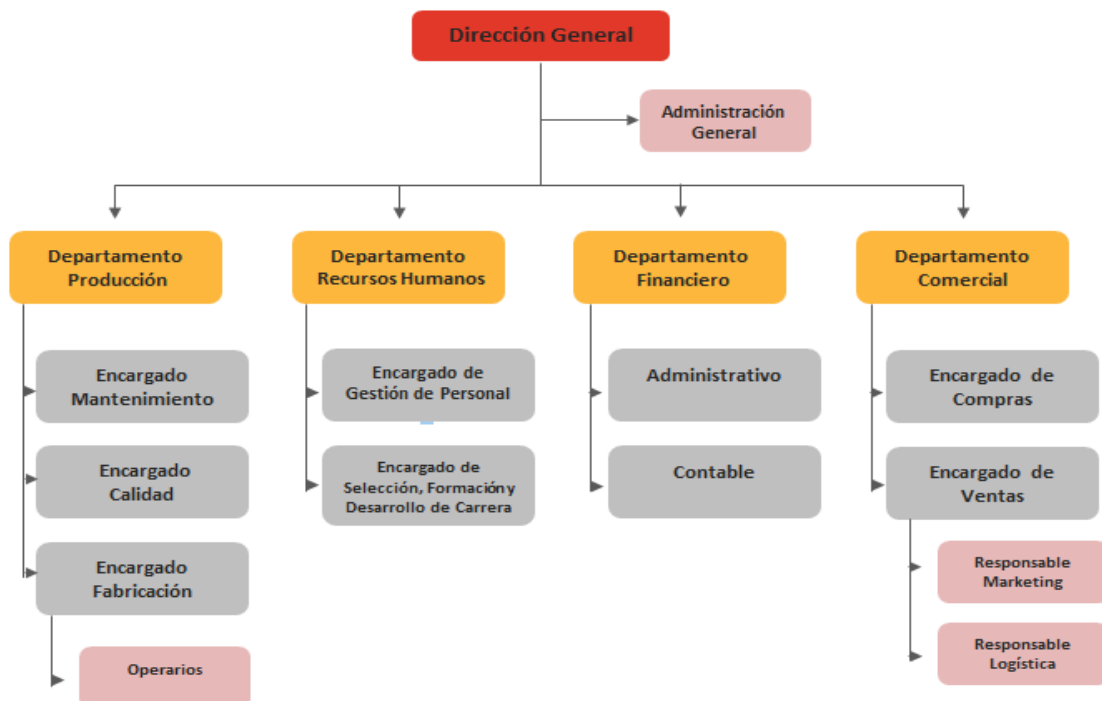 Dirección General
Administración
General
Departamento
Producción
Encargado
Mantenimiento
Encargado
Calidad
Encargado
Fabricación
Operarios
Departamento
Recursos Humanos
Encargado de
Gestión de Personal
Encargado de
Selección, Formación y
Desarrollo de Carrera
Departamento
Financiero
Administrativo
Contable
Departamento
Comercial
Encargado de
Compras
Encargado de
Ventas
Responsable
Marketing
Responsable
Logística